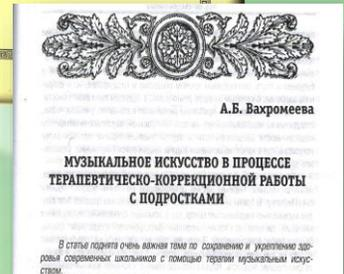 А.Б. Вахромеева
МУЗЫКАЛЬНОЕ ИСКУССТВО В ПРОЦЕССЕ
ТЕРАПЕВТИЧЕСКО-КОРРЕКЦИОННОЙ РАБОТЫ
С ПОДРОСТКАМИ
В статье поднята очень важная тема по сохранению и укреплению здо-
ровья современных школьников с помощью терапии музыкальным искус-
ством.